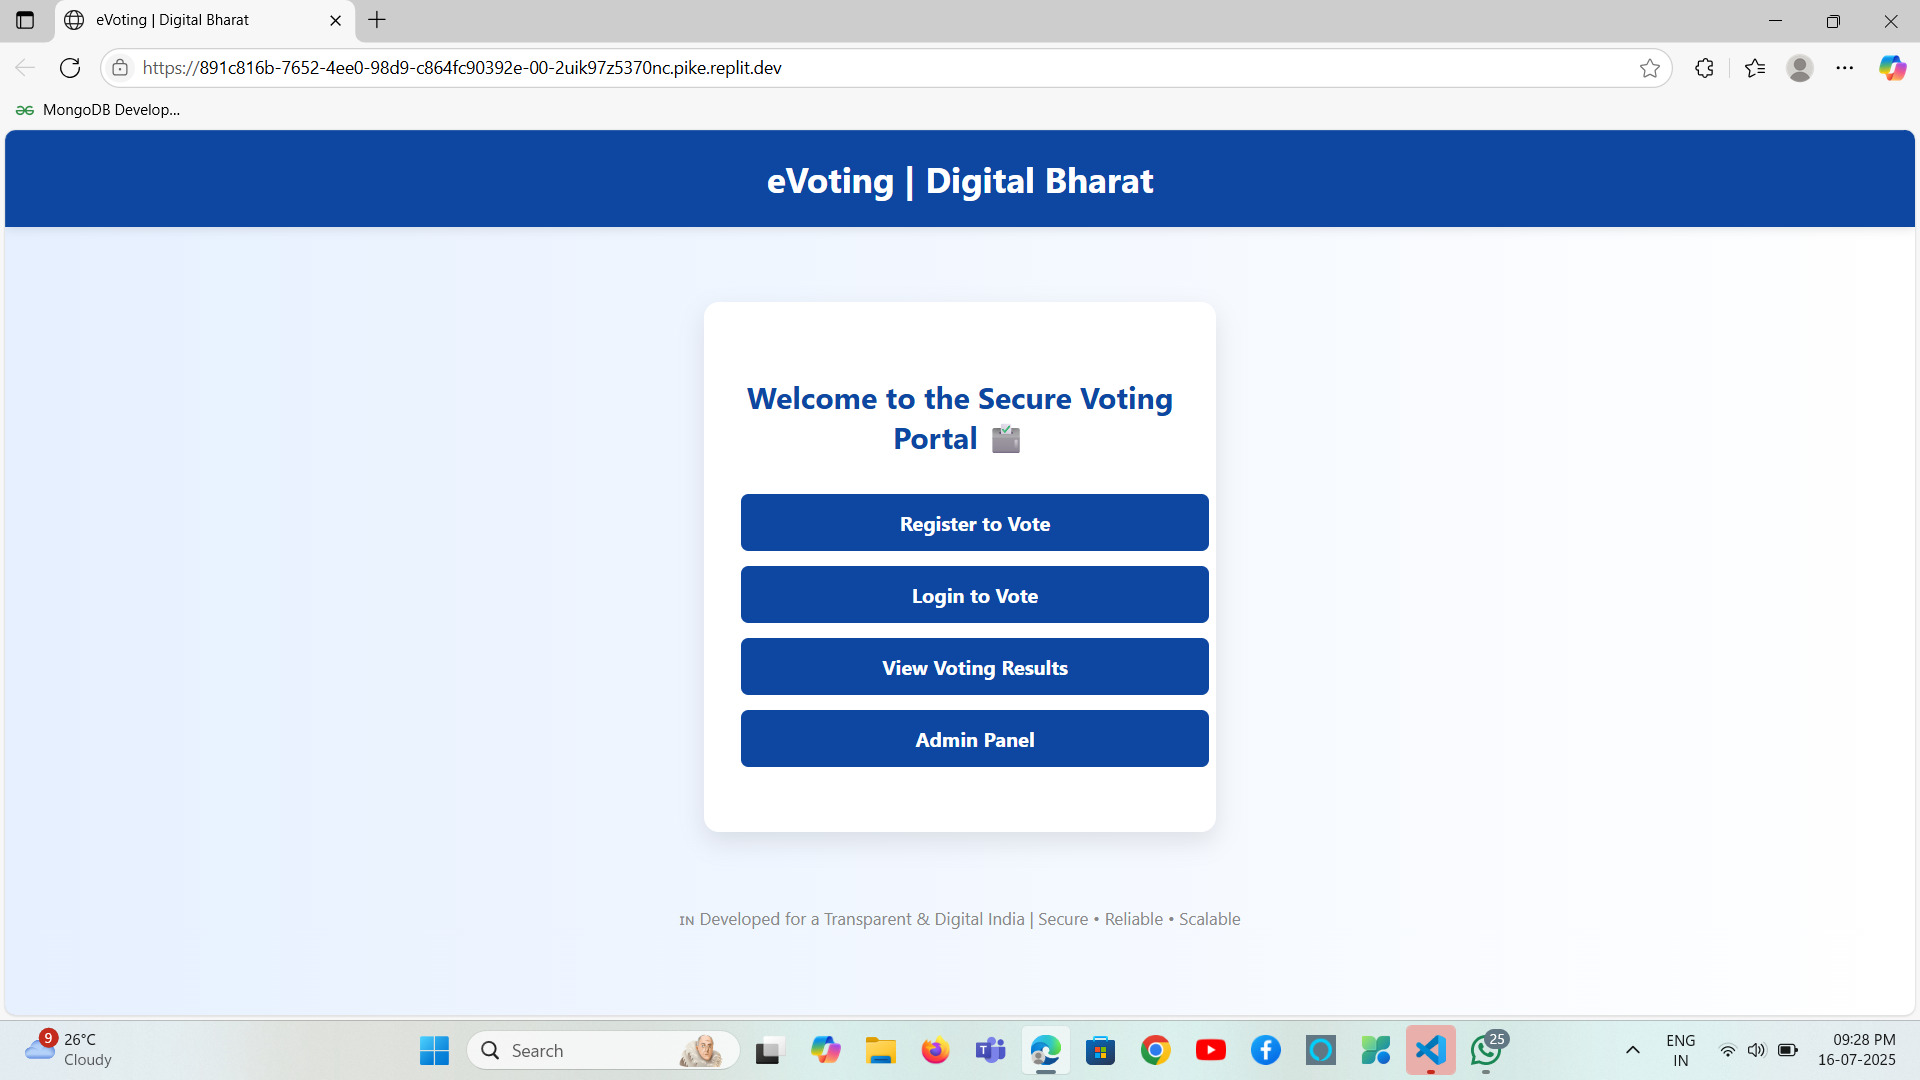 eVoting | Digital Bharat
https://891c816b-7652-4ee0-98d9-c864fc90392e-00-2uik97z5370nc.pike.replit.dev
MongoDB Develop...
eVoting | Digital Bharat
Welcome to the Secure Voting
Portal
Register to Vote
Login to Vote
View Voting Results
Admin Panel
IN Developed for a Transparent & Digital India | Secure • Reliable • Scalable
9
26°C
Cloudy
Search
25
ENG
IN
09:28 PM
16-07-2025